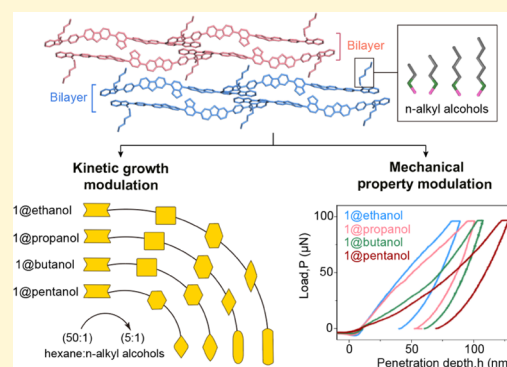 Bilayer
Bilayer
n-alkyl alcohols
Kinetic growth
modulation
1@ethanol
1@propanol
1@butanol
1@pentanol
(50:1)
(5:1)
hexane:n-alkyl alcohols
Mechanical
property modulation
1@ethanol
1@propanol
1@butanol
1@pentanol
Load,P (µN)
100
50
0
0
50
100
Penetration depth,h (nm